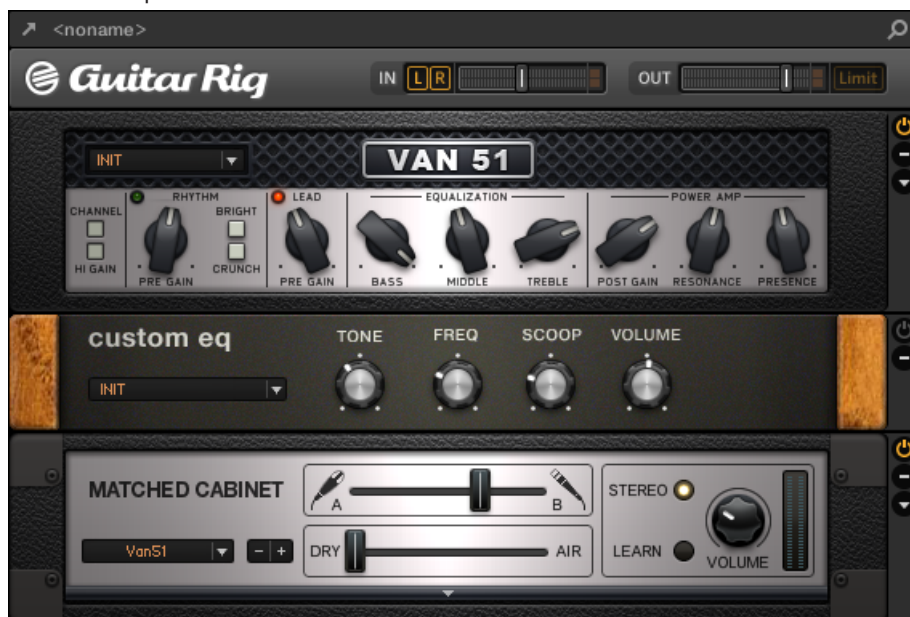 <noname>
Guitar Rig
IN L R OUT Limit
INIT
VAN 51
RHYTHM LEAD EQUALIZATION POWER AMP
CHANNEL BRIGHT
HI GAIN CRUNCH
PRE GAIN PRE GAIN BASS MIDDLE TREBLE POST GAIN RESONANCE PRESENCE
custom eq
TONE FREQ SCOOP VOLUME
INIT
MATCHED CABINET
A B
STEREO
Van51 - +
DRY AIR
LEARN
VOLUME